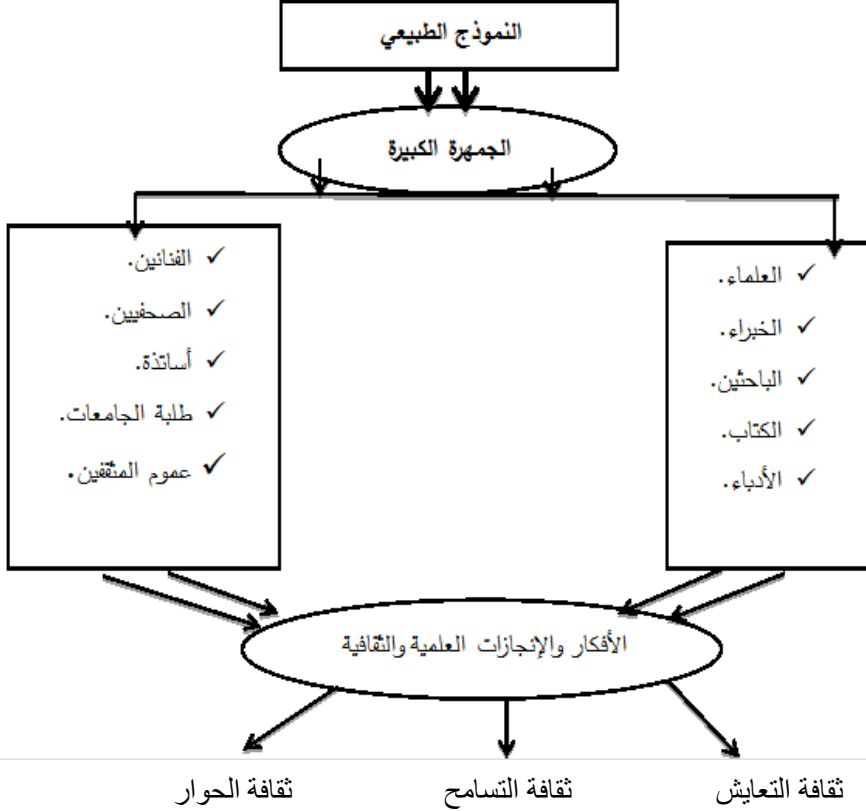 النموذج الطبيعي
الجمهرة الكبيرة
✓ العلماء.
✓ الخبراء.
✓ الباحثين.
✓ الكتاب.
✓ الأدباء.
✓ الفنانين.
✓ الصحفيين.
✓ أساتذة.
✓ طلبة الجامعات.
✓ عموم المثقفين.
الأفكار والإنجازات العلمية والثقافية
ثقافة التعايش
ثقافة التسامح
ثقافة الحوار